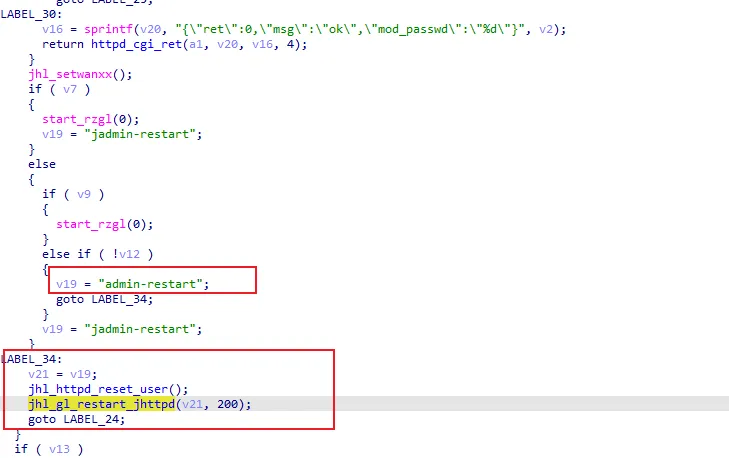 goto LABEL_29;
LABEL_30:
v16 = sprintf(v20, "{\"ret\":0,\"msg\":\"ok\",\"mod_passwd\":\"%d\"}", v2);
return httpd_cgi_ret(a1, v20, v16, 4);
}
jhl_setwanxx();
if ( v7 )
{
start_rzgl(0);
v19 = "jadmin-restart";
}
else
{
if ( v9 )
{
start_rzgl(0);
}
else if ( !v12 )
{
v19 = "admin-restart";
goto LABEL_34;
}
v19 = "jadmin-restart";
}
LABEL_34:
v21 = v19;
jhl_httpd_reset_user();
jhl_gl_restart_jhttpd(v21, 200);
goto LABEL_24;
}
if ( v13 )